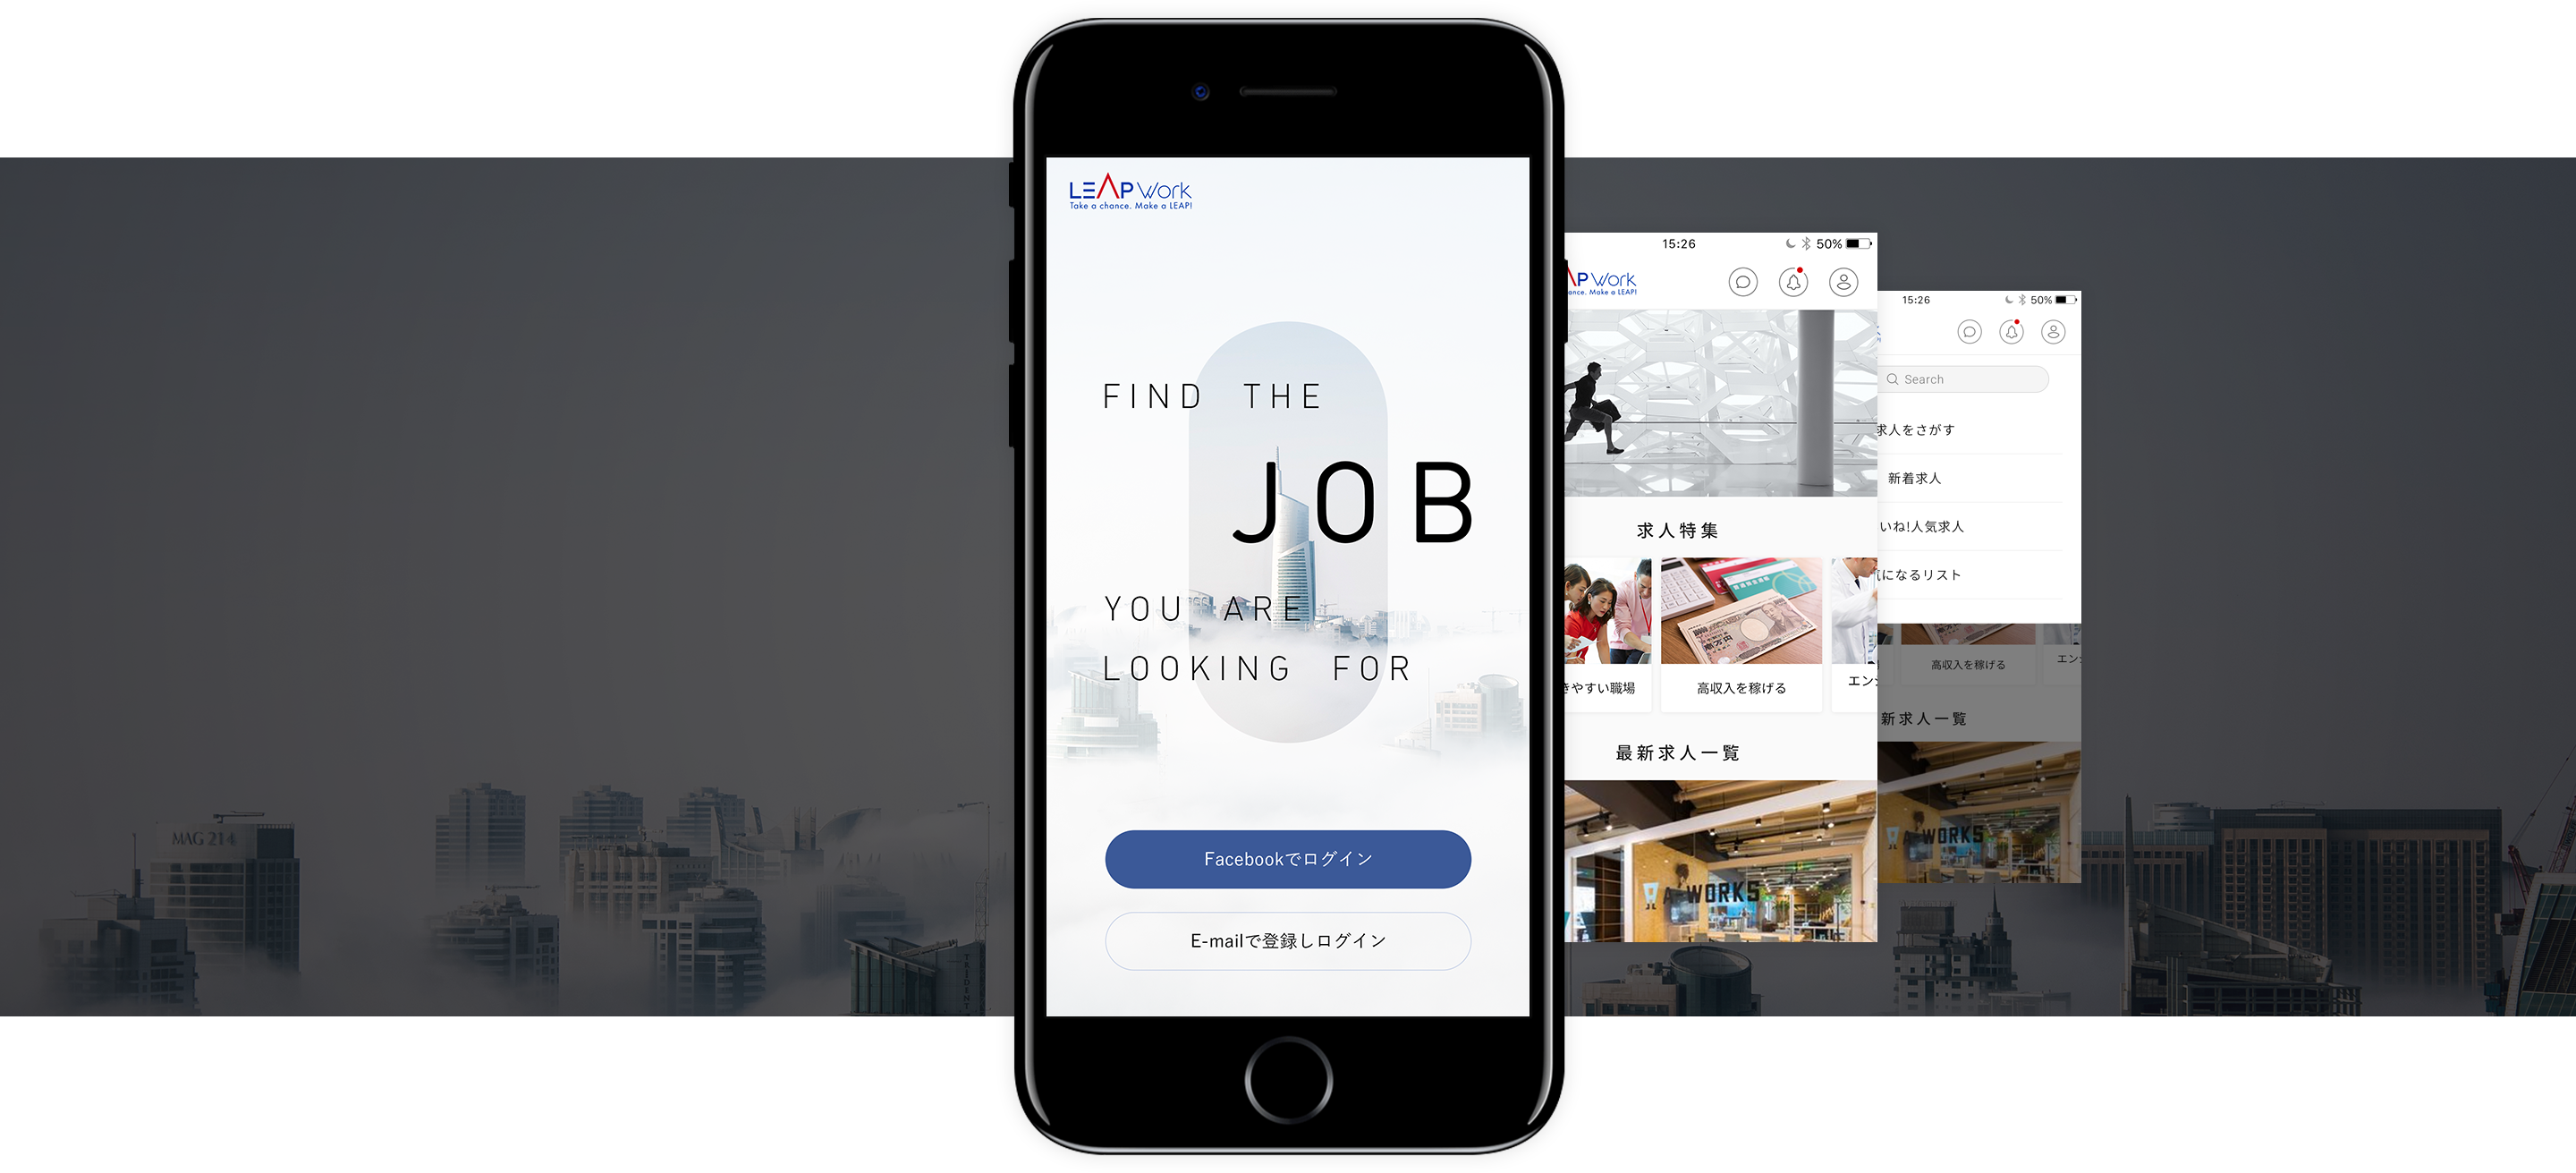 LEAP Work
Take a chance. Make a LEAP!
FIND THE
JOB
YOU ARE
LOOKING FOR
Facebookでログイン
E-mailで登録しログイン
15:26
50%
AP Work
ance. Make a LEAP!
求人特集
きやすい職場
高収入を稼げる
エン
最新求人一覧
A WORKS
15:26
50%
Search
求人をさがす
新着求人
いね!人気求人
気になるリスト
高収入を稼げる
エン
新求人一覧
A WORKS
MAG 214
TRIDENT